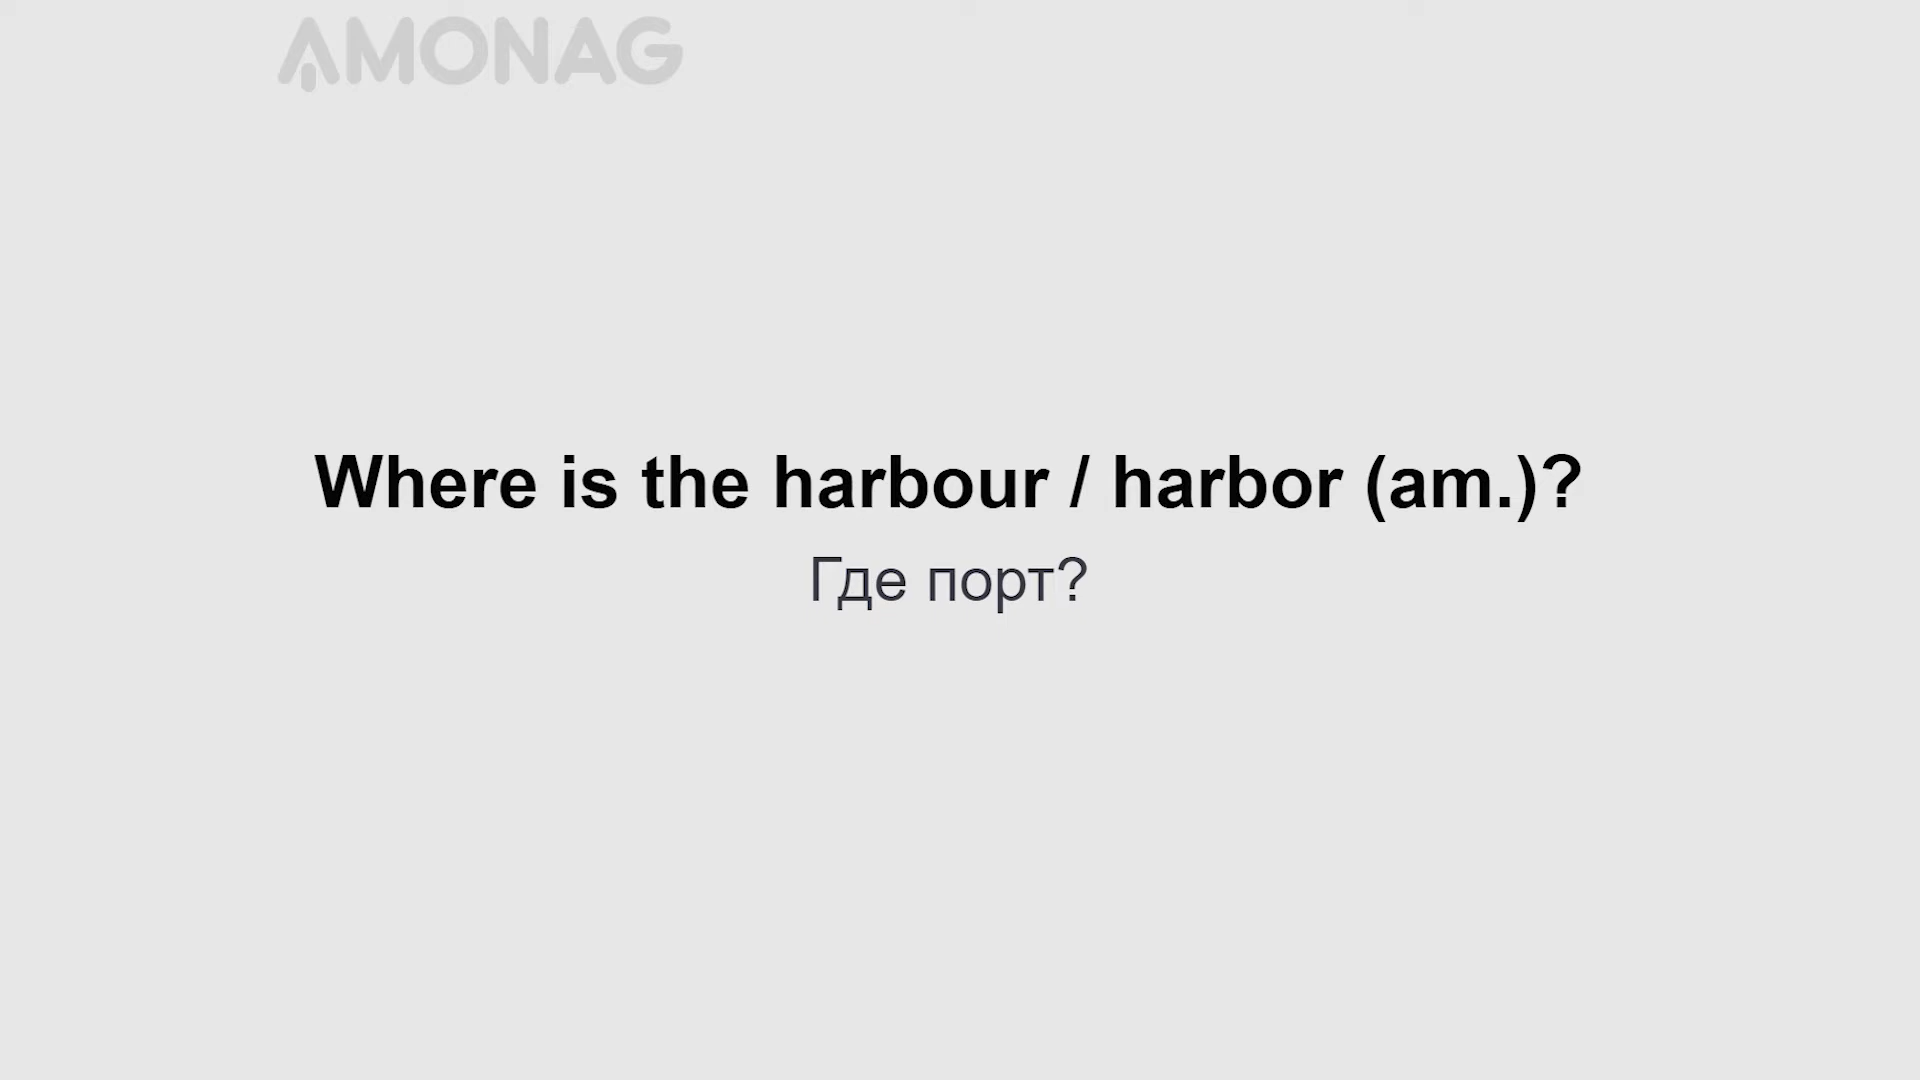 AMONAG
Where is the harbour / harbor (am.)?
Где порт?